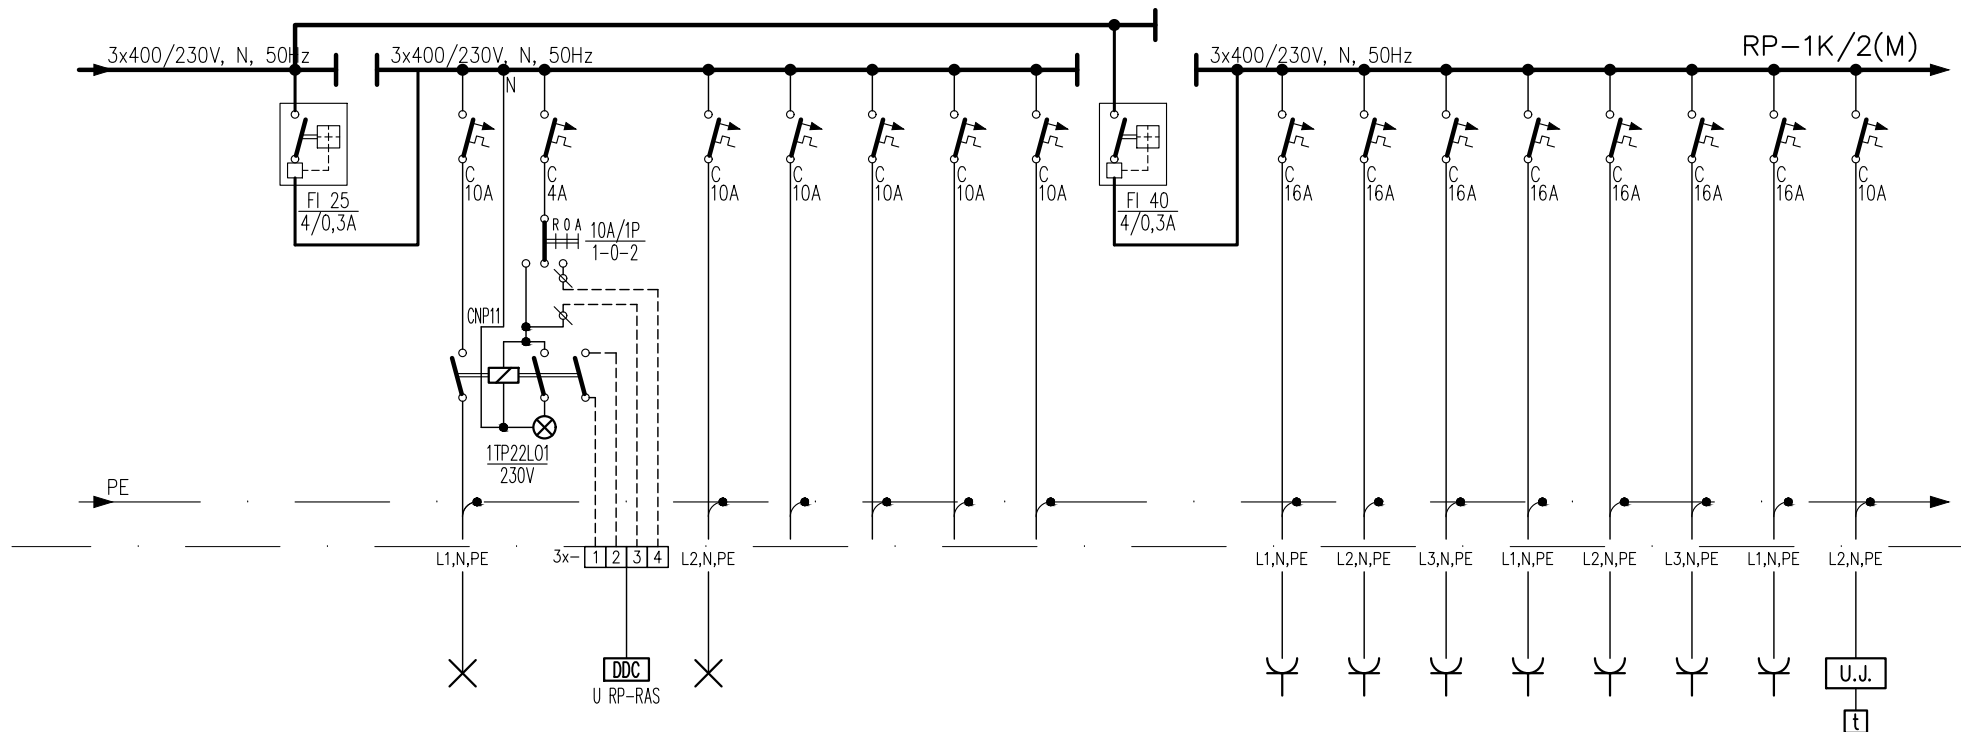 3x400/230V, N, 50Hz
3x400/230V, N, 50Hz
3x400/230V, N, 50Hz
RP-1K/2(M)
N
C
10A
C
4A
C
10A
C
10A
C
10A
C
10A
C
10A
C
16A
C
16A
C
16A
C
16A
C
16A
C
16A
C
16A
C
10A
FI 25
4/0,3A
FI 40
4/0,3A
R 0 A
10A/1P
1-0-2
CNP11
1TP22L01
230V
PE
L1,N,PE
3x-
1
2
3
4
L2,N,PE
L1,N,PE
L2,N,PE
L3,N,PE
L1,N,PE
L2,N,PE
L3,N,PE
L1,N,PE
L2,N,PE
DDC
U RP-RAS
U.J.
t